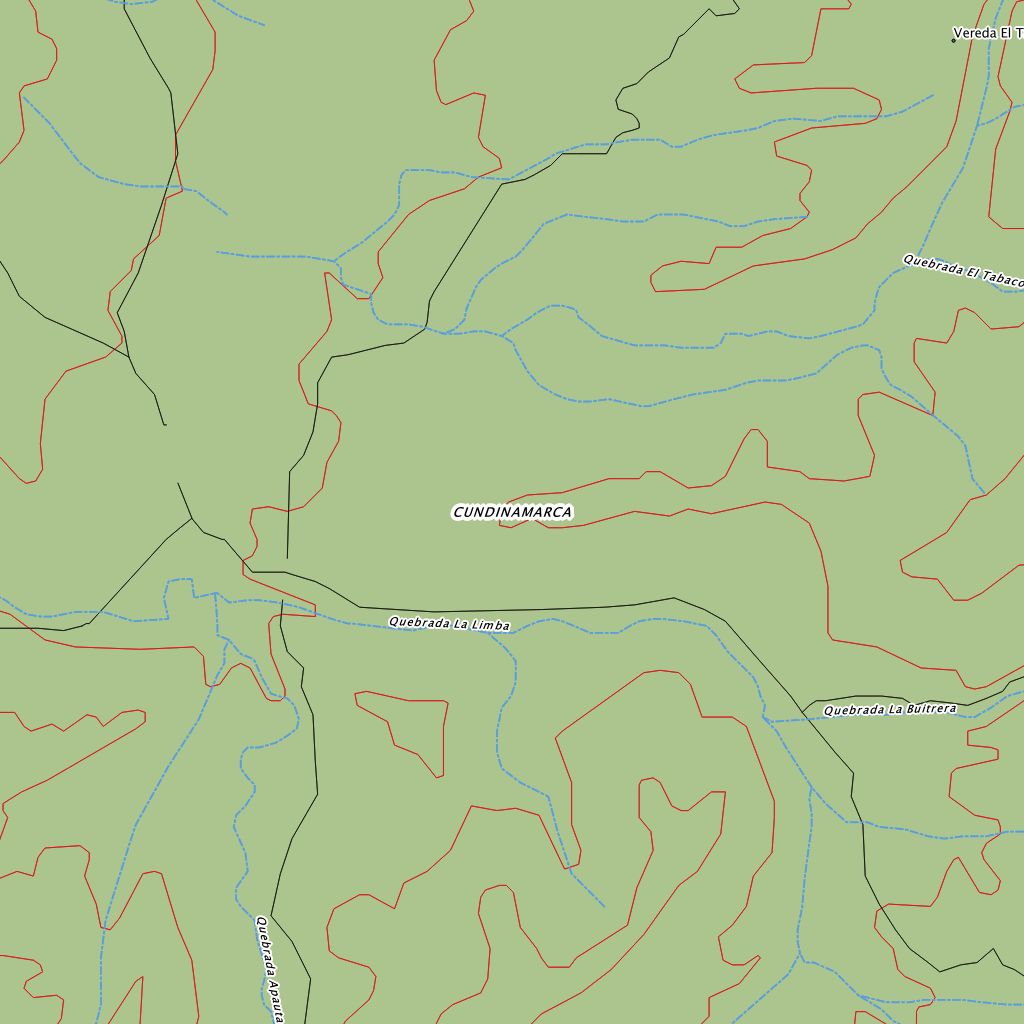 Vereda El T
Quebrada El Tabaco
CUNDINAMARCA
Quebrada La Limba
Quebrada La Buitrera
Quebrada Apauta